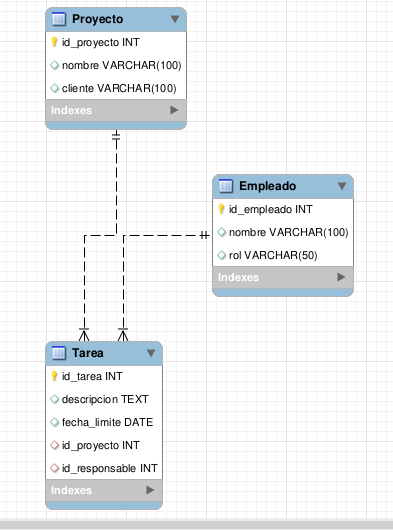 Proyecto
id_proyecto INT
nombre VARCHAR(100)
cliente VARCHAR(100)
Indexes
Empleado
id_empleado INT
nombre VARCHAR(100)
rol VARCHAR(50)
Indexes
Tarea
id_tarea INT
descripcion TEXT
fecha_limite DATE
id_proyecto INT
id_responsable INT
Indexes